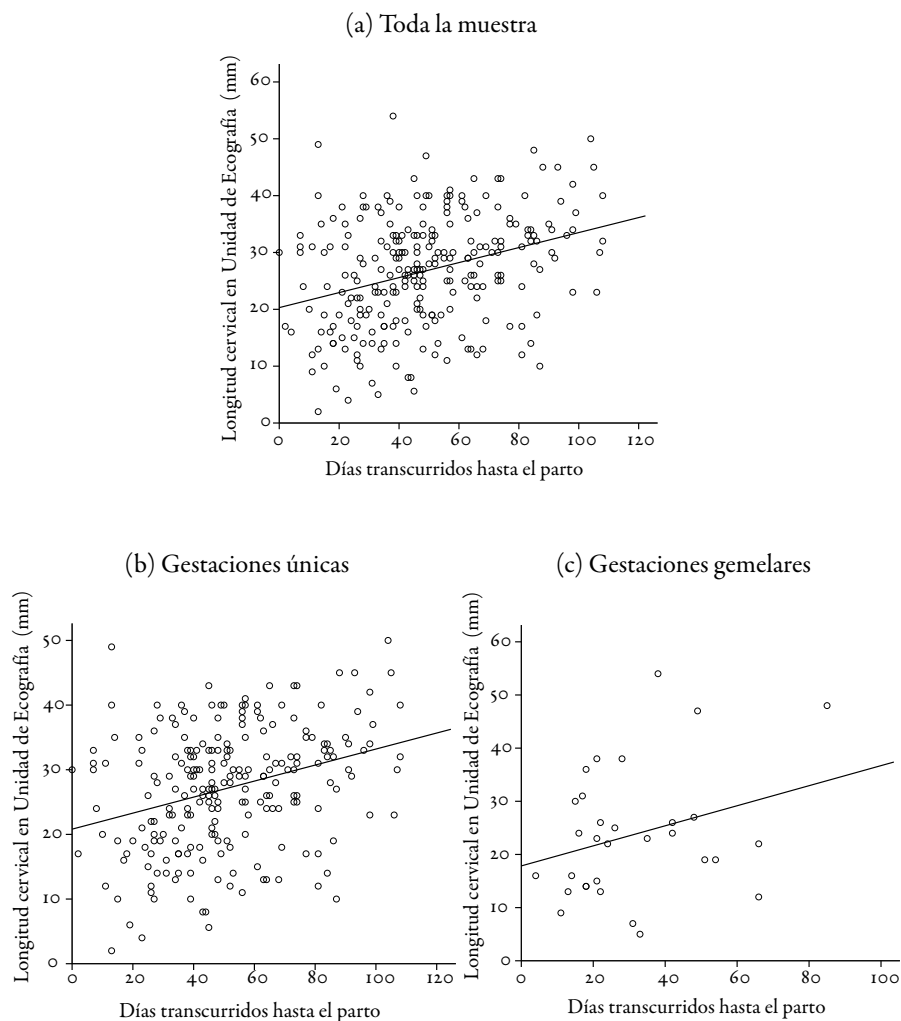 (a) Toda la muestra
Longitud cervical en Unidad de Ecografía (mm)
60
50
40
30
20
10
0
0 20 40 60 80 100 120
Días transcurridos hasta el parto
(b) Gestaciones únicas
Longitud cervical en Unidad de Ecografía (mm)
50
40
30
20
10
0
0 20 40 60 80 100 120
Días transcurridos hasta el parto
(c) Gestaciones gemelares
Longitud cervical en Unidad de Ecografía (mm)
60
50
40
30
20
10
0
0 20 40 60 80 100
Días transcurridos hasta el parto